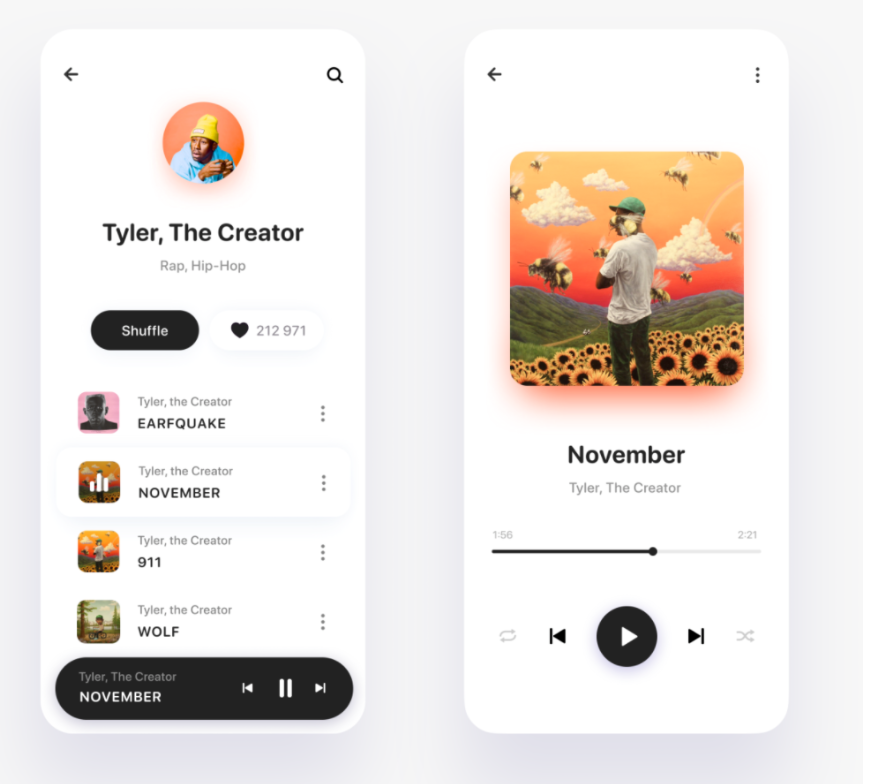 Tyler, The Creator
Rap, Hip-Hop
Shuffle
212 971
Tyler, the Creator
EARFQUAKE
Tyler, the Creator
NOVEMBER
Tyler, the Creator
911
Tyler, the Creator
WOLF
Tyler, The Creator
NOVEMBER
November
Tyler, The Creator
1:56
2:21